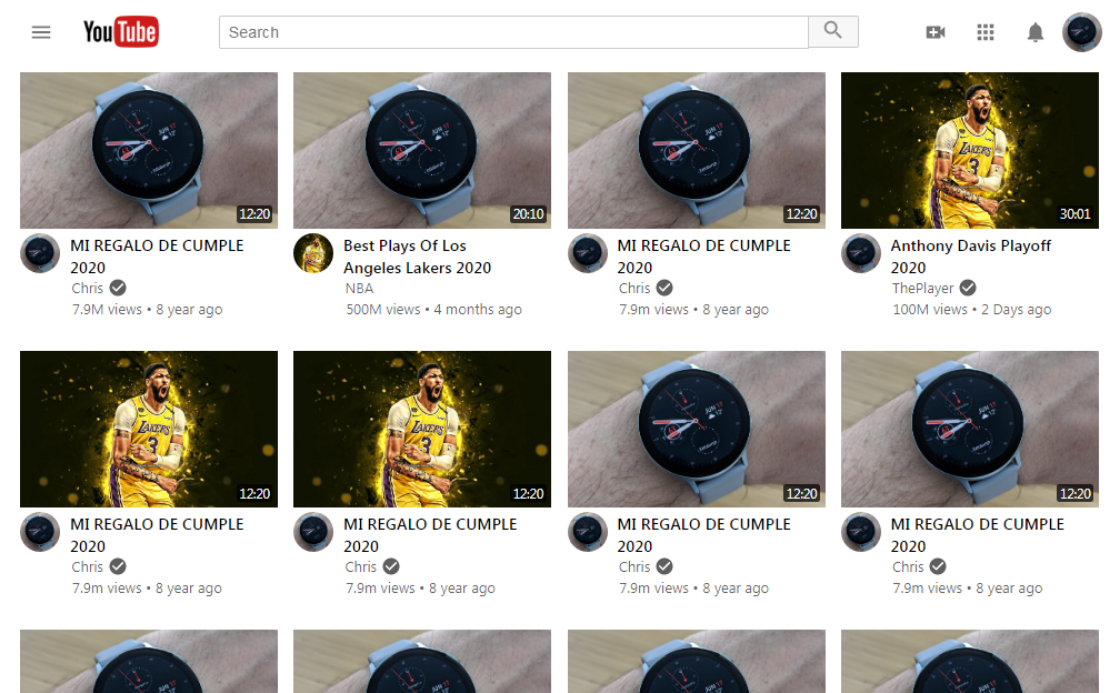 YouTube
Search
12:20
20:10
12:20
30:01
MI REGALO DE CUMPLE
2020
Chris
7.9M views • 8 year ago
Best Plays Of Los
Angeles Lakers 2020
NBA
500M views • 4 months ago
MI REGALO DE CUMPLE
2020
Chris
7.9m views • 8 year ago
Anthony Davis Playoff
2020
ThePlayer
100M views • 2 Days ago
LAKERS
3
JUN 17
12:20
12:20
12:20
12:20
MI REGALO DE CUMPLE
2020
Chris
7.9m views • 8 year ago
MI REGALO DE CUMPLE
2020
Chris
7.9m views • 8 year ago
MI REGALO DE CUMPLE
2020
Chris
7.9m views • 8 year ago
MI REGALO DE CUMPLE
2020
Chris
7.9m views • 8 year ago